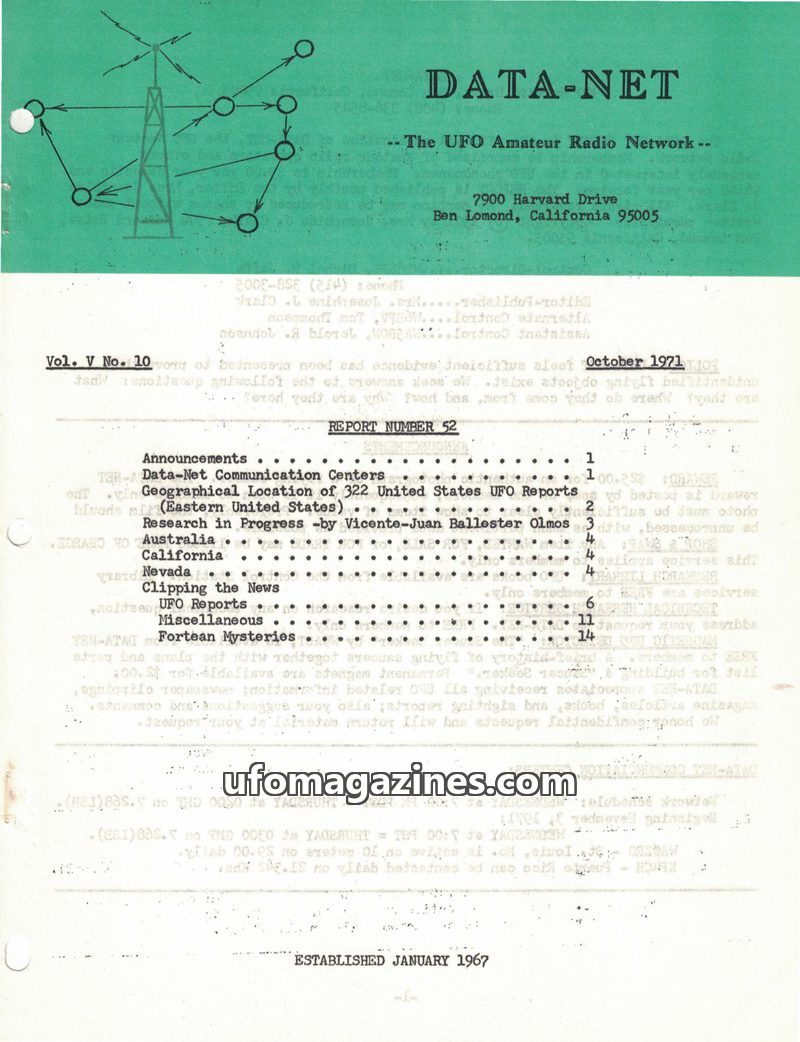 DATA-NET
--The UFO Amateur Radio Network--
7900 Harvard Drive
Ben Lomond, California 95005
Vol. V No. 10
October 1971
REPORT NUMBER 52
Announcements . . . . . . . . . . . . . . . . . . . . 1
Data-Net Communication Centers . . . . . . . . . . . . 1
Geographical Location of 322 United States UFO Reports
(Eastern United States) . . . . . . . . . . . . . . 2
Research in Progress -by Vicente-Juan Ballester Olmos 3
Australia . . . . . . . . . . . . . . . . . . . . . . 4
California . . . . . . . . . . . . . . . . . . . . . 4
Nevada . . . . . . . . . . . . . . . . . . . . . . . 4
Clipping the News
UFO Reports . . . . . . . . . . . . . . . . . . . . 6
Miscellaneous . . . . . . . . . . . . . . . . . . . 11
Fortean Mysteries . . . . . . . . . . . . . . . . . 14
ufomagazines.com
ESTABLISHED JANUARY 1967